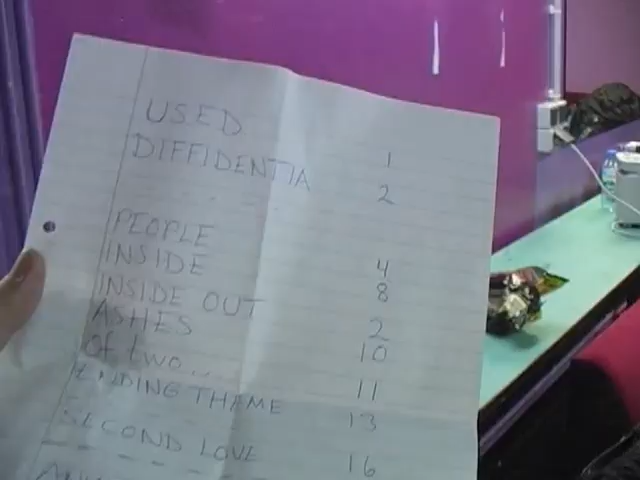 USED 1
DIFFIDENTIA 2
PEOPLE 4
INSIDE 8
INSIDE OUT 2
ASHES 10
Of two... 11
ENDING THEME 13
SECOND LOVE 16